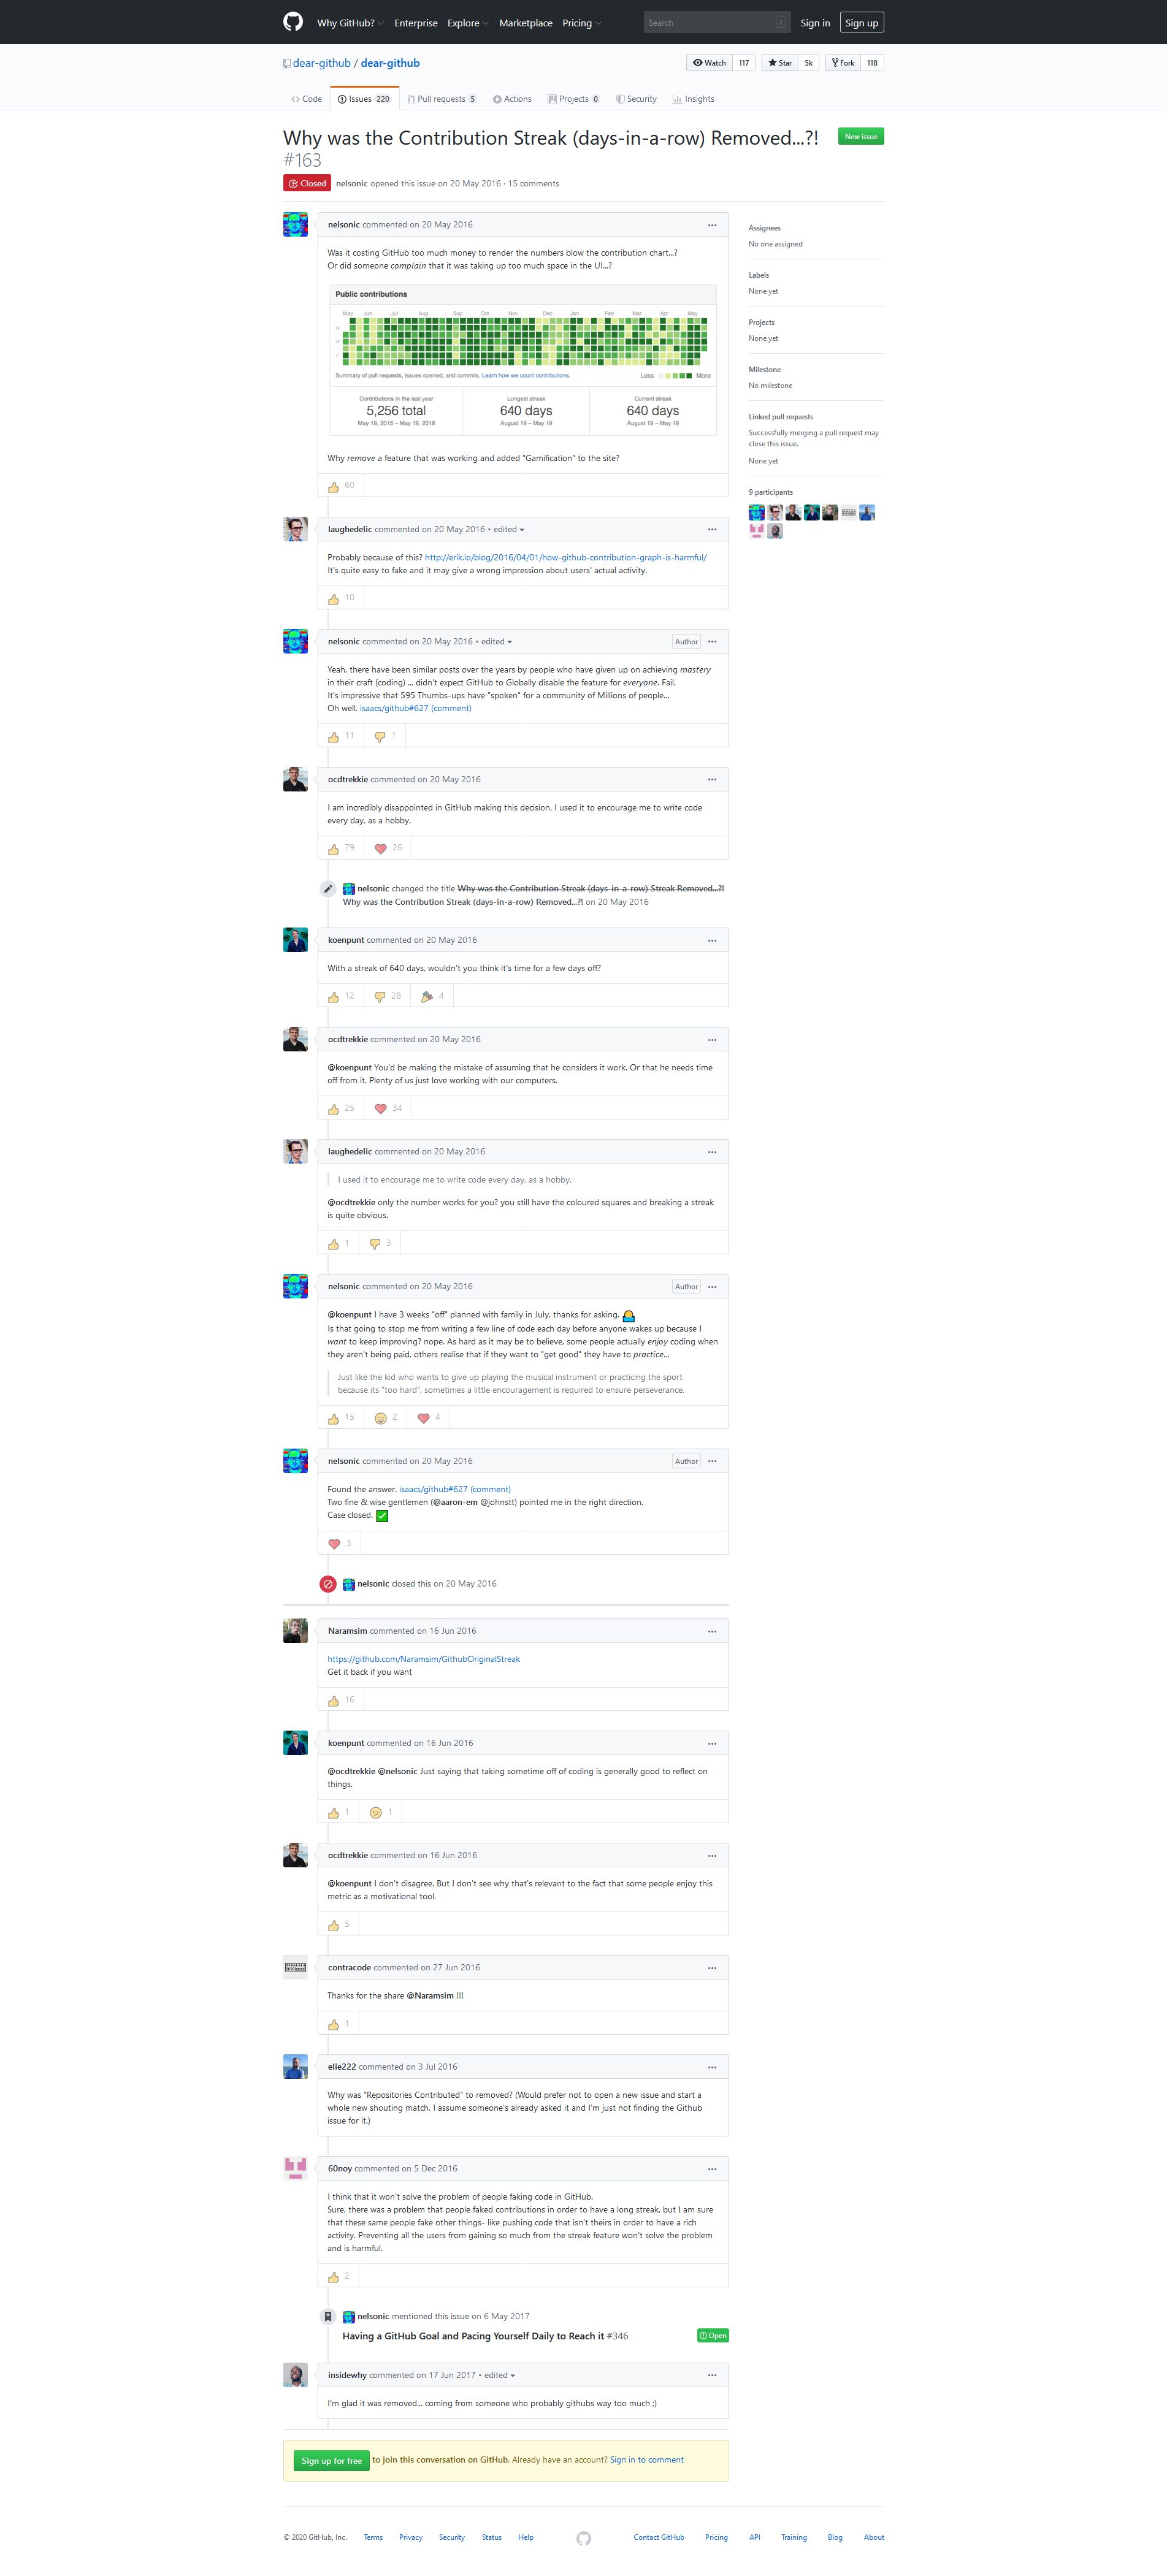 Why GitHub? Enterprise Explore Marketplace Pricing Search / Sign in Sign up
dear-github / dear-github Watch 117 Star 5k Fork 118
Code Issues 220 Pull requests 5 Actions Projects 0 Security Insights
Why was the Contribution Streak (days-in-a-row) Removed...?! New issue
#163
Closed nelsonic opened this issue on 20 May 2016 · 15 comments
nelsonic commented on 20 May 2016
Was it costing GitHub too much money to render the numbers blow the contribution chart...?
Or did someone complain that it was taking up too much space in the UI...?
Public contributions
May Jun Jul Aug Sep Oct Nov Dec Jan Feb Mar Apr May
M
W
F
Summary of pull requests, issues opened, and commits. Learn how we count contributions. Less More
Contributions in the last year Longest streak Current streak
5,256 total 640 days 640 days
May 19, 2015 – May 19, 2016 August 19 – May 19 August 19 – May 19
Why remove a feature that was working and added "Gamification" to the site?
60
laughedelic commented on 20 May 2016 • edited
Probably because of this? http://erik.io/blog/2016/04/01/how-github-contribution-graph-is-harmful/
It's quite easy to fake and it may give a wrong impression about users' actual activity.
10
nelsonic commented on 20 May 2016 • edited Author
Yeah, there have been similar posts over the years by people who have given up on achieving mastery
in their craft (coding) ... didn't expect GitHub to Globally disable the feature for everyone. Fail.
It's impressive that 595 Thumbs-ups have "spoken" for a community of Millions of people...
Oh well. isaacs/github#627 (comment)
11 1
ocdtrekkie commented on 20 May 2016
I am incredibly disappointed in GitHub making this decision. I used it to encourage me to write code
every day, as a hobby.
79 26
nelsonic changed the title Why was the Contribution Streak (days-in-a-row) Streak Removed...?!
Why was the Contribution Streak (days-in-a-row) Removed...?! on 20 May 2016
koenpunt commented on 20 May 2016
With a streak of 640 days, wouldn't you think it's time for a few days off?
12 28 4
ocdtrekkie commented on 20 May 2016
@koenpunt You'd be making the mistake of assuming that he considers it work. Or that he needs time
off from it. Plenty of us just love working with our computers.
25 34
laughedelic commented on 20 May 2016
I used it to encourage me to write code every day, as a hobby.
@ocdtrekkie only the number works for you? you still have the coloured squares and breaking a streak
is quite obvious.
1 3
nelsonic commented on 20 May 2016 Author
@koenpunt I have 3 weeks "off" planned with family in July, thanks for asking.
Is that going to stop me from writing a few line of code each day before anyone wakes up because I
want to keep improving? nope. As hard as it may be to believe, some people actually enjoy coding when
they aren't being paid. others realise that if they want to "get good" they have to practice...
Just like the kid who wants to give up playing the musical instrument or practicing the sport
because its "too hard", sometimes a little encouragement is required to ensure perseverance.
15 2 4
nelsonic commented on 20 May 2016 Author
Found the answer. isaacs/github#627 (comment)
Two fine & wise gentlemen (@aaron-em @johnstt) pointed me in the right direction.
Case closed.
3
nelsonic closed this on 20 May 2016
Naramsim commented on 16 Jun 2016
https://github.com/Naramsim/GithubOriginalStreak
Get it back if you want
16
koenpunt commented on 16 Jun 2016
@ocdtrekkie @nelsonic Just saying that taking sometime off of coding is generally good to reflect on
things.
1 1
ocdtrekkie commented on 16 Jun 2016
@koenpunt I don't disagree. But I don't see why that's relevant to the fact that some people enjoy this
metric as a motivational tool.
5
contracode commented on 27 Jun 2016
Thanks for the share @Naramsim !!!
1
elie222 commented on 3 Jul 2016
Why was "Repositories Contributed" to removed? (Would prefer not to open a new issue and start a
whole new shouting match. I assume someone's already asked it and I'm just not finding the Github
issue for it.)
60noy commented on 5 Dec 2016
I think that it won't solve the problem of people faking code in GitHub.
Sure, there was a problem that people faked contributions in order to have a long streak, but I am sure
that these same people fake other things- like pushing code that isn't theirs in order to have a rich
activity. Preventing all the users from gaining so much from the streak feature won't solve the problem
and is harmful.
2
nelsonic mentioned this issue on 6 May 2017
Having a GitHub Goal and Pacing Yourself Daily to Reach it #346 Open
insidewhy commented on 17 Jun 2017 • edited
I'm glad it was removed... coming from someone who probably githubs way too much ;)
Sign up for free to join this conversation on GitHub. Already have an account? Sign in to comment
Assignees
No one assigned
Labels
None yet
Projects
None yet
Milestone
No milestone
Linked pull requests
Successfully merging a pull request may
close this issue.
None yet
9 participants
© 2020 GitHub, Inc. Terms Privacy Security Status Help Contact GitHub Pricing API Training Blog About